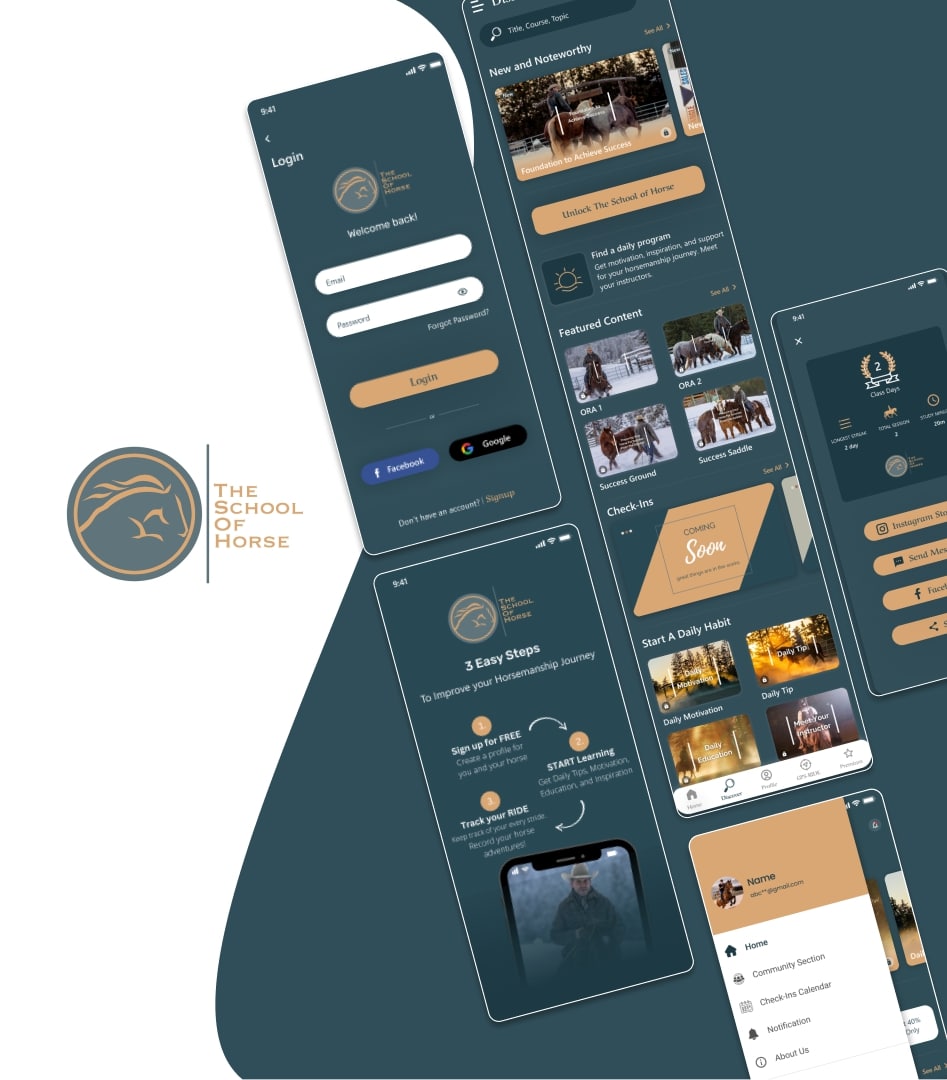 THE
SCHOOL
OF
HORSE
9:41
Login
THE
SCHOOL
OF
HORSE
Welcome back!
Email
Password
Forgot Password?
Login
or
Facebook
Google
Don't have an account? | Signup
9:41
THE
SCHOOL
OF
HORSE
3 Easy Steps
To Improve your Horsemanship Journey
1.
Sign up for FREE
Create a profile for
you and your horse
2.
START Learning
Get Daily Tips, Motivation,
Education, and Inspiration
3.
Track your RIDE
Keep track of your every stride.
Record your horse
adventures!
Title, Course, Topic
New and Noteworthy
See All
New
Achieve Success
Foundation to Achieve Success
New
Unlock The School of Horse
Find a daily program
Get motivation, inspiration, and support
for your horsemanship journey. Meet
your instructors.
Featured Content
See All
ORA 1
ORA 2
Success Ground
Success Saddle
Check-Ins
See All
COMING
Soon
great things are in the works
Start A Daily Habit
Daily
Motivation
Daily Motivation
Daily Tip
Daily Tip
Daily
Education
Meet Your
Instructor
Home
Discover
Profile
GPS RIDE
Premium
9:41
2
Class Days
LONGEST STREAK
2 day
TOTAL SESSION
2
STUDY MIN
20m
Instagram Sto
Send Mes
Face
S
Name
abc**@gmail.com
Home
Community Section
Check-Ins Calendar
Notification
About Us
Dai
40%
Only
See All